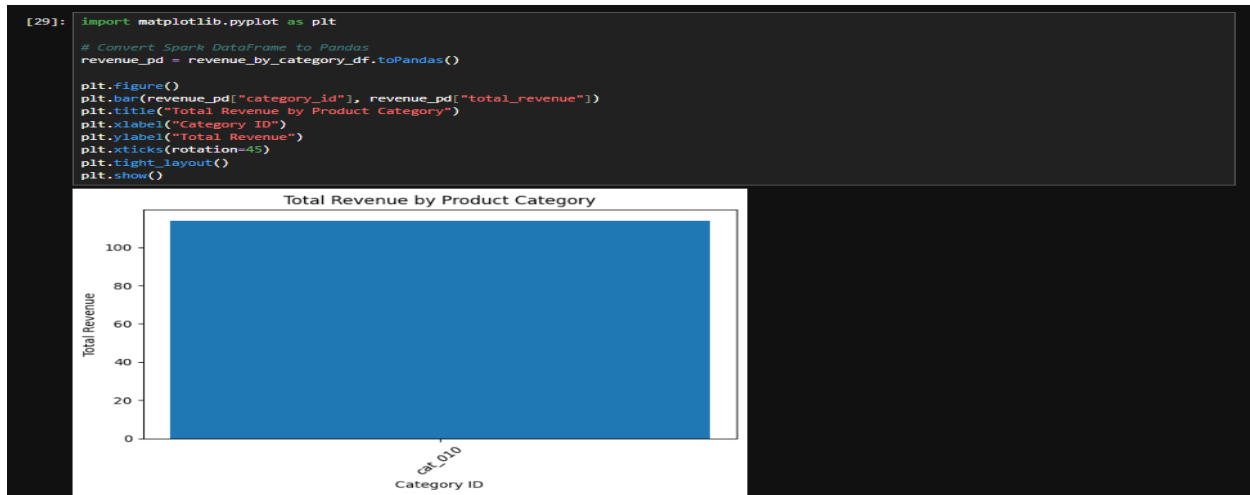 [29]: import matplotlib.pyplot as plt
# Convert Spark DataFrame to Pandas
revenue_pd = revenue_by_category_df.toPandas()
plt.figure()
plt.bar(revenue_pd["category_id"], revenue_pd["total_revenue"])
plt.title("Total Revenue by Product Category")
plt.xlabel("Category ID")
plt.ylabel("Total Revenue")
plt.xticks(rotation=45)
plt.tight_layout()
plt.show()
Total Revenue by Product Category
100
80
60
40
20
0
Total Revenue
cat_010
Category ID